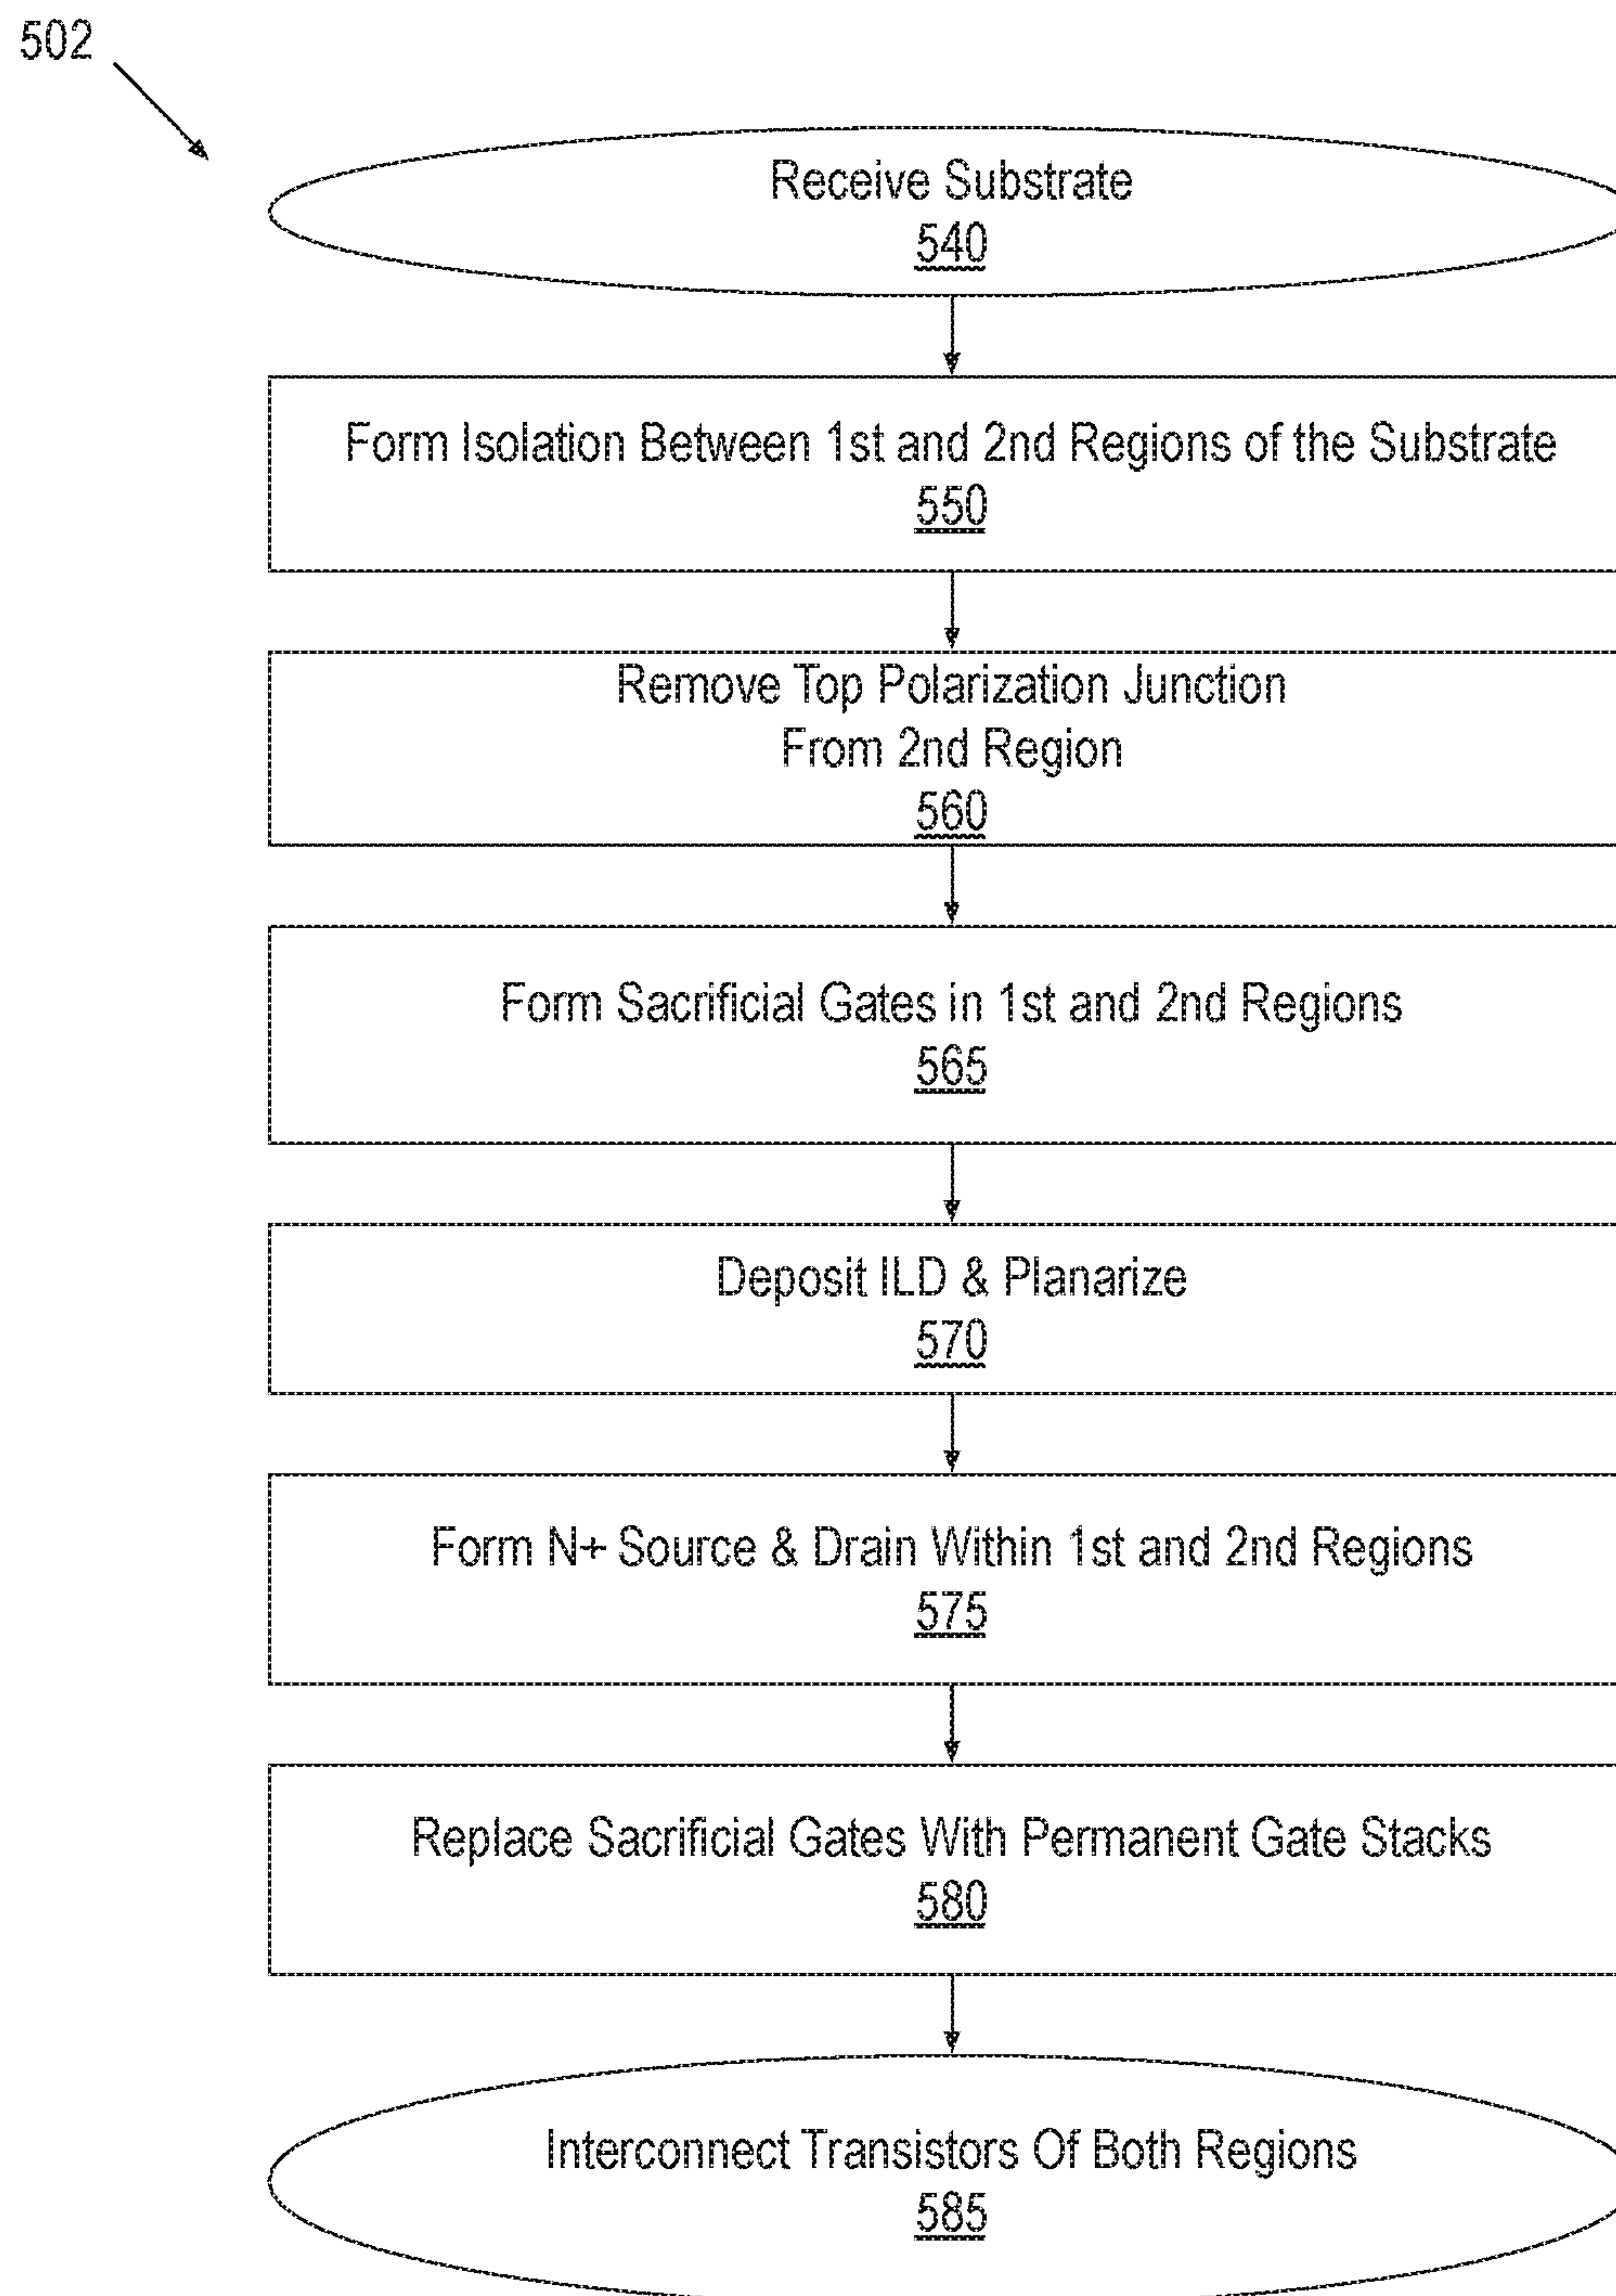 502
Receive Substrate
540
Form Isolation Between 1st and 2nd Regions of the Substrate
550
Remove Top Polarization Junction
From 2nd Region
560
Form Sacrificial Gates in 1st and 2nd Regions
565
Deposit ILD & Planarize
570
Form N+ Source & Drain Within 1st and 2nd Regions
575
Replace Sacrificial Gates With Permanent Gate Stacks
580
Interconnect Transistors Of Both Regions
585